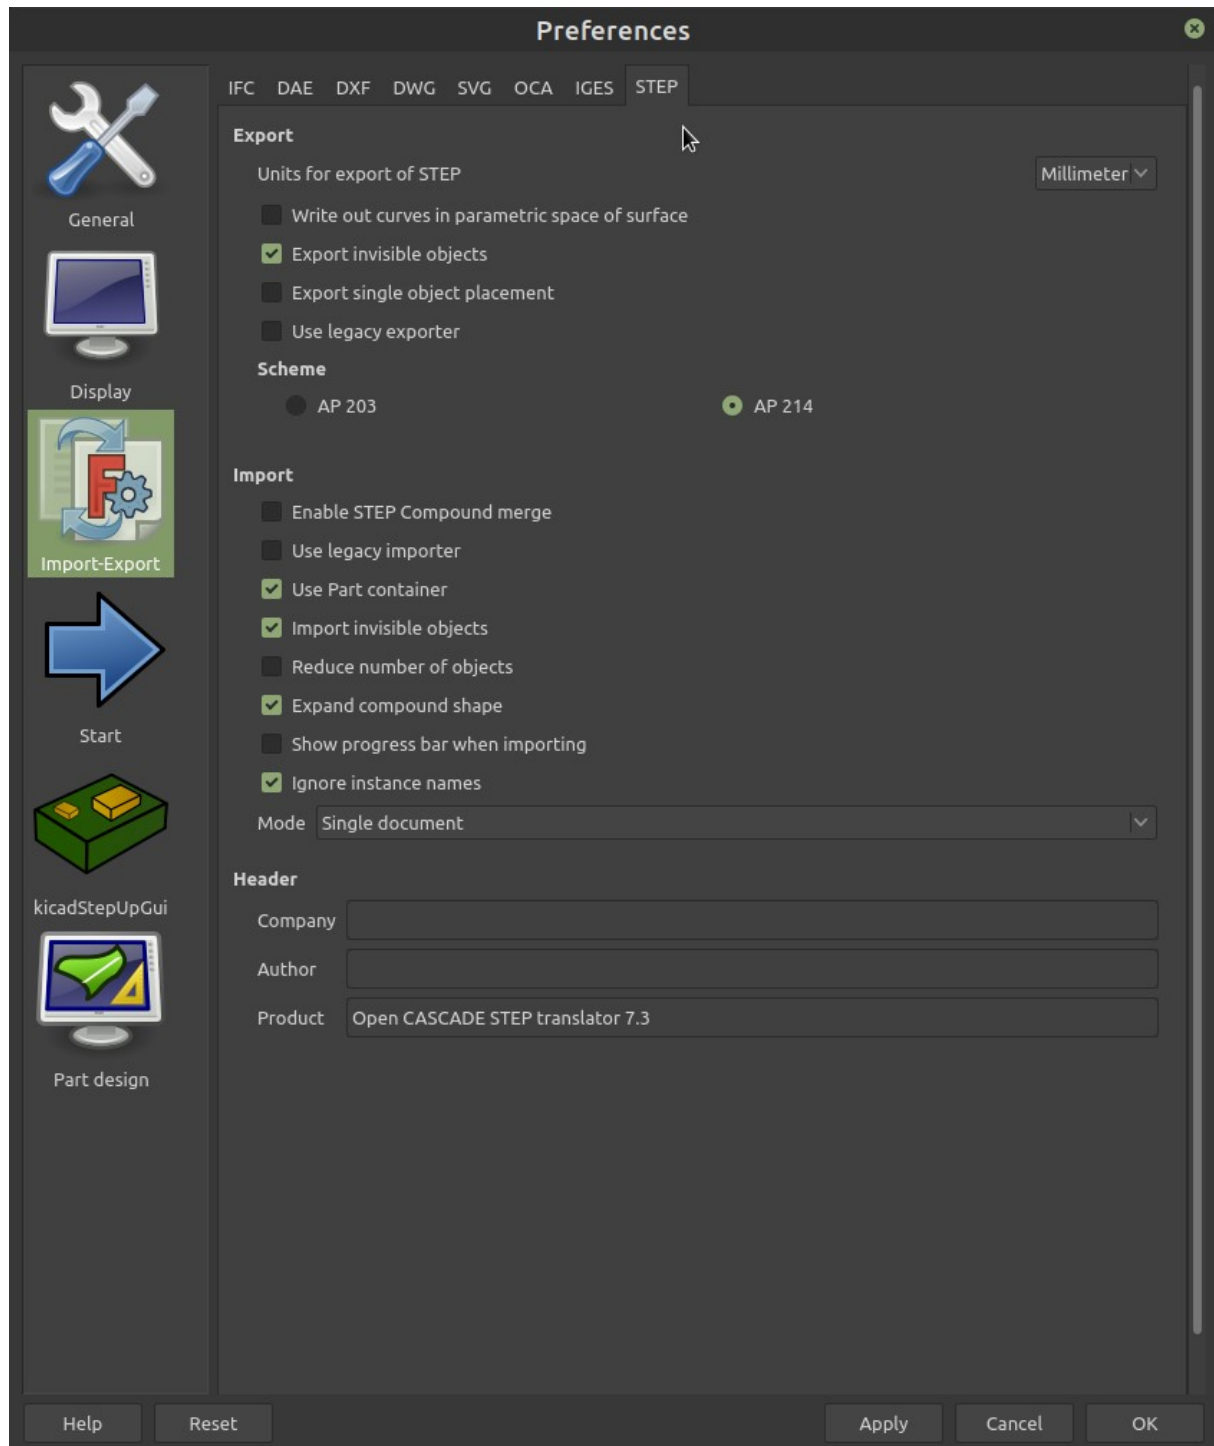 Preferences
IFC DAE DXF DWG SVG OCA IGES STEP
Export
Units for export of STEP Millimeter
Write out curves in parametric space of surface
General
Export invisible objects
Export single object placement
Use legacy exporter
Scheme
Display
AP 203 AP 214
Import
Enable STEP Compound merge
Use legacy importer
Import-Export
Use Part container
Import invisible objects
Reduce number of objects
Expand compound shape
Start
Show progress bar when importing
Ignore instance names
Mode Single document
Header
kicadStepUpGui
Company
Author
Product Open CASCADE STEP translator 7.3
Part design
Help Reset Apply Cancel OK